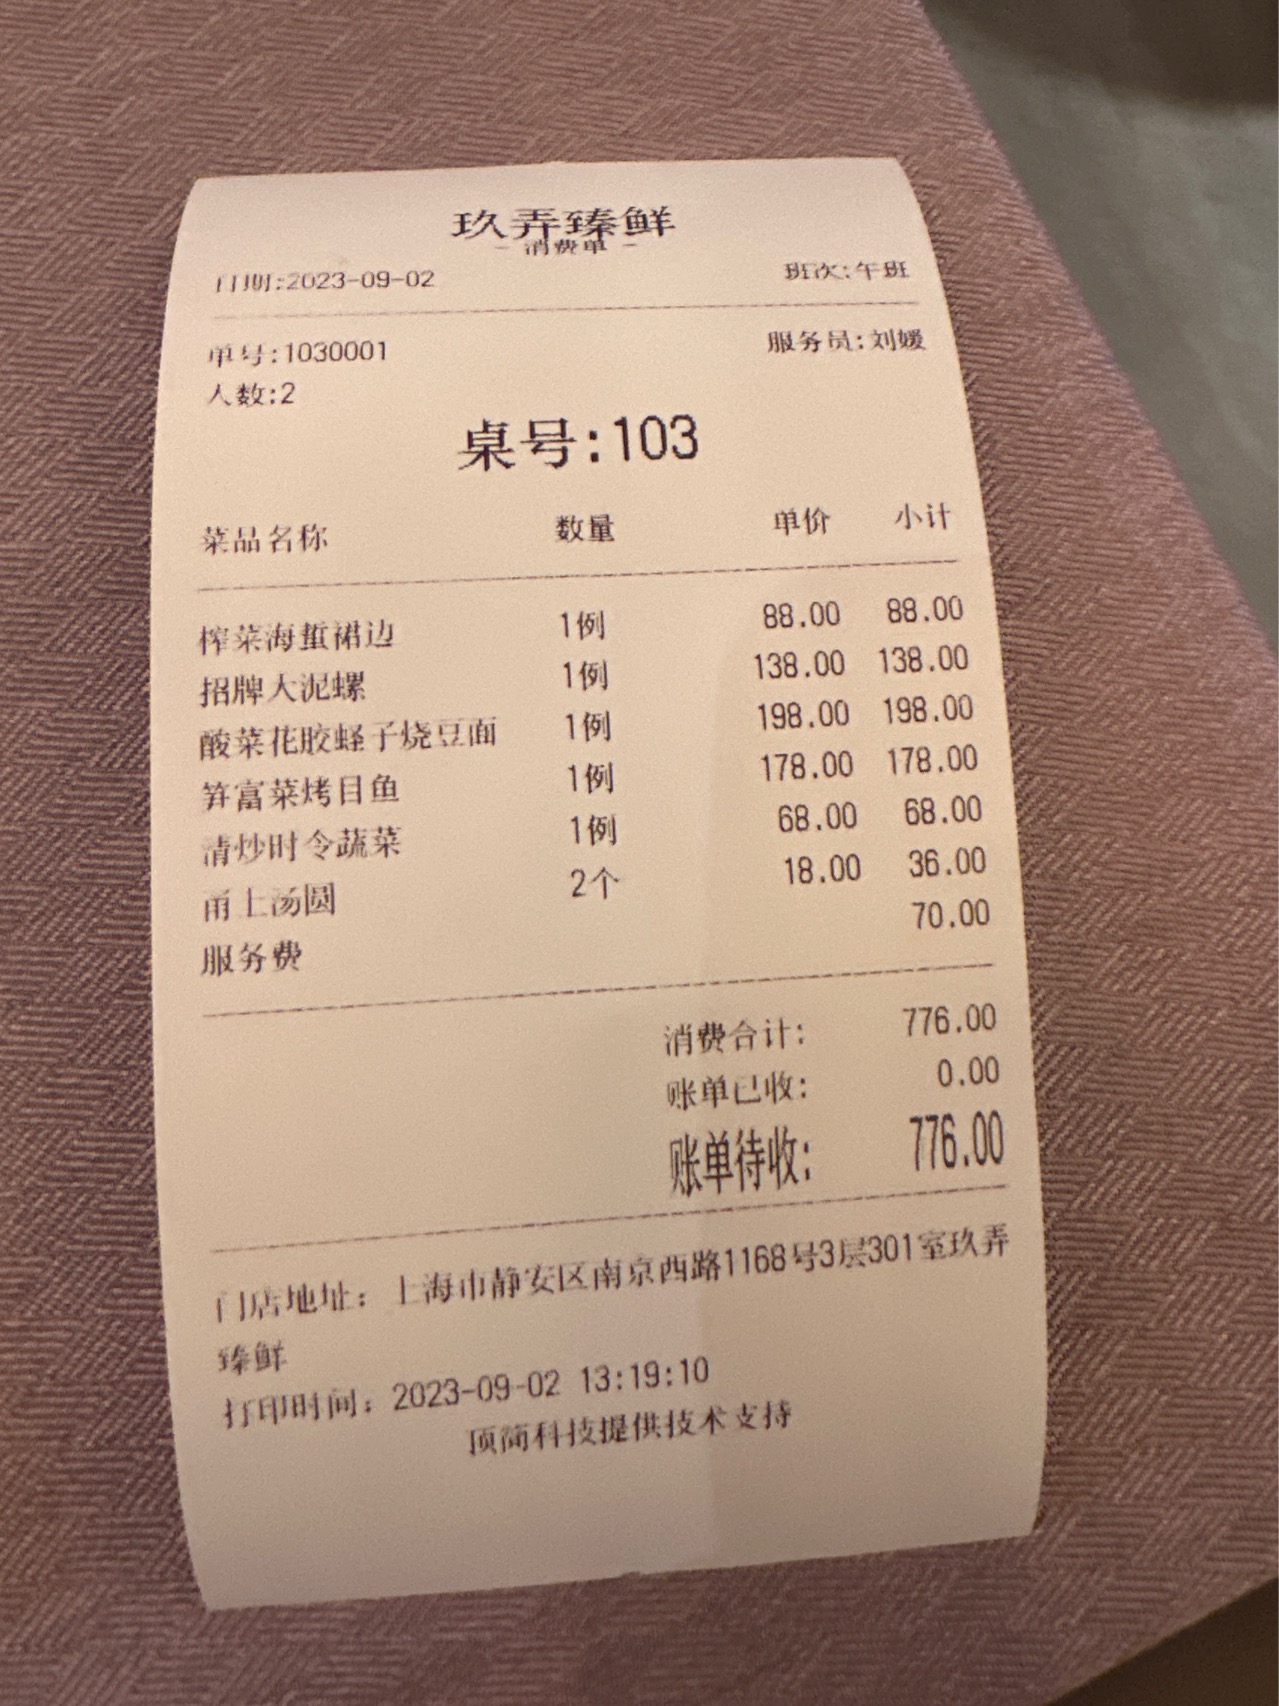 玖弄臻鲜
- 消费单 -
日期:2023-09-02 班次:午班
单号:1030001 服务员:刘媛
人数:2
桌号:103
菜品名称 数量 单价 小计
榨菜海蜇裙边 1例 88.00 88.00
招牌大泥螺 1例 138.00 138.00
酸菜花胶蛏子烧豆面 1例 198.00 198.00
笋富菜烤目鱼 1例 178.00 178.00
清炒时令蔬菜 1例 68.00 68.00
甬上汤圆 2个 18.00 36.00
服务费 70.00
消费合计: 776.00
账单已收: 0.00
账单待收: 776.00
门店地址: 上海市静安区南京西路1168号3层301室玖弄
臻鲜
打印时间: 2023-09-02 13:19:10
顶简科技提供技术支持